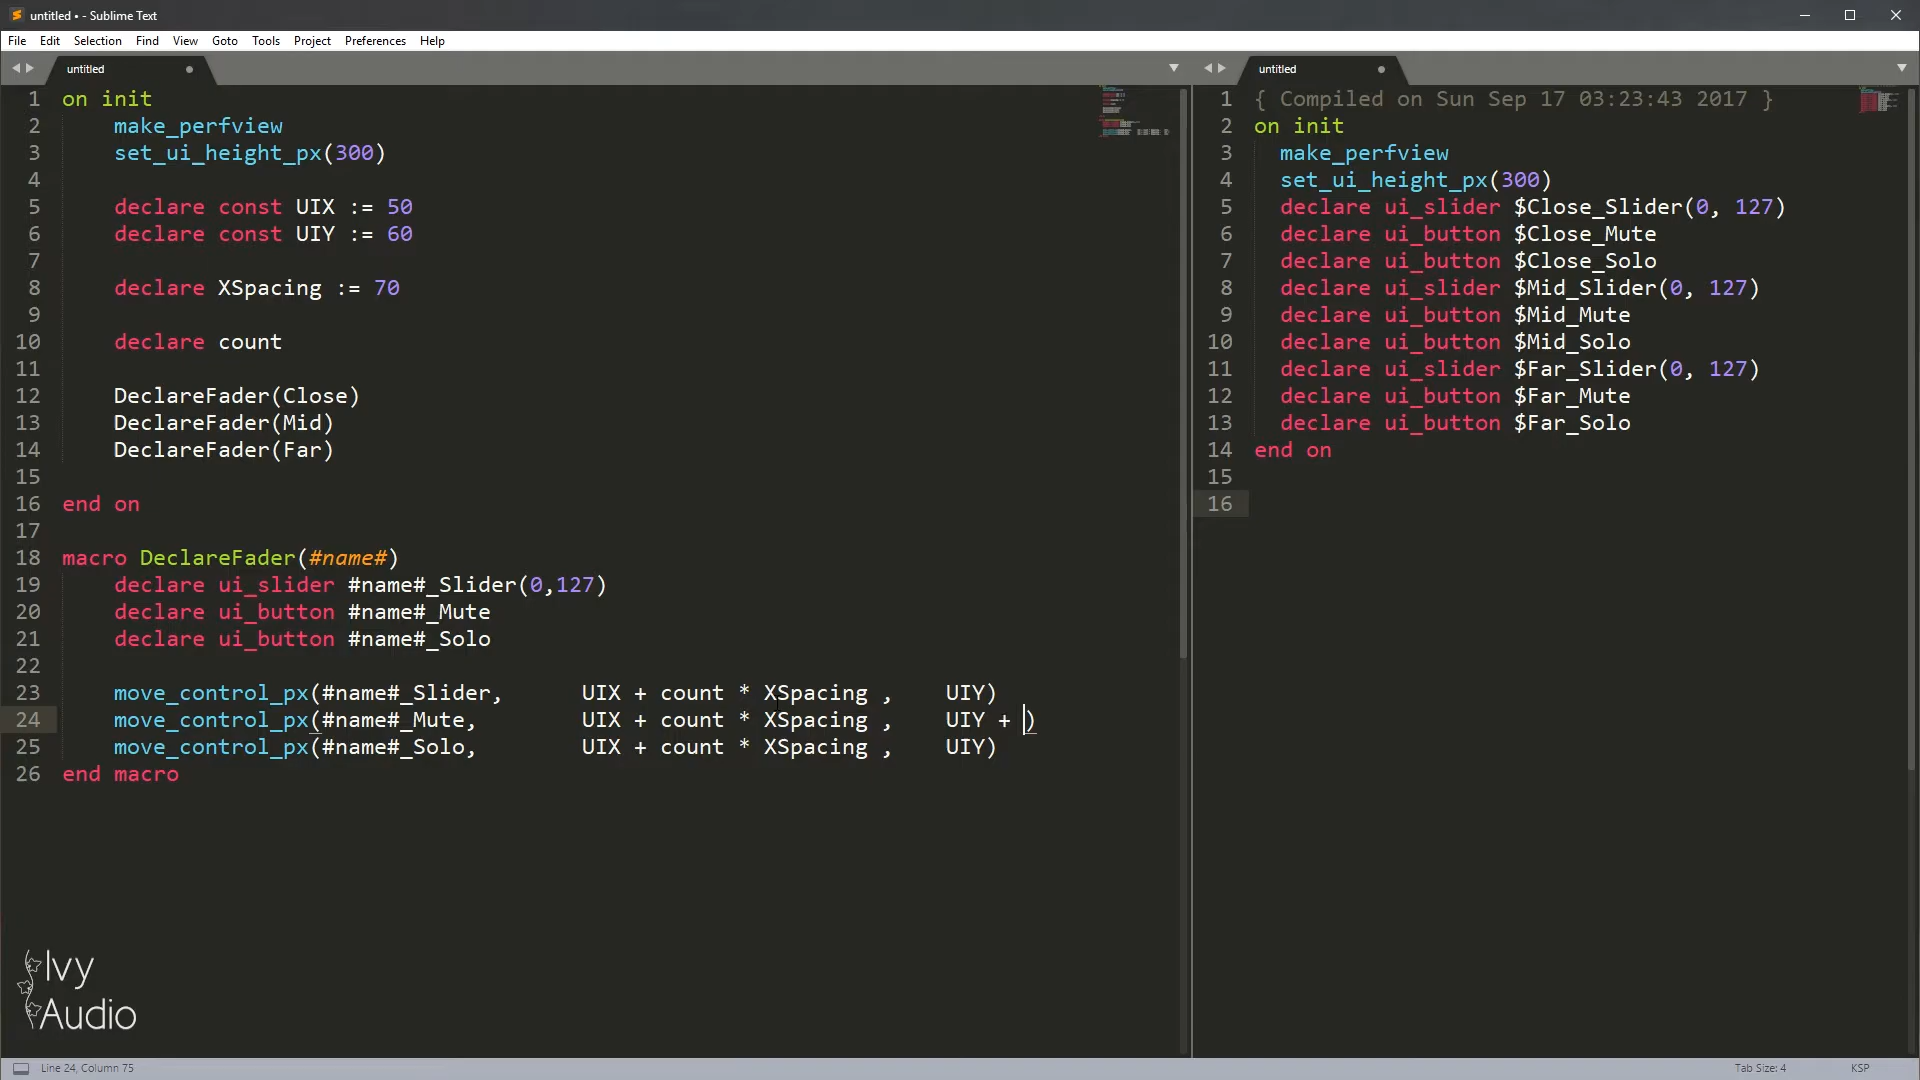 untitled • - Sublime Text
File Edit Selection Find View Goto Tools Project Preferences Help
untitled
1 on init
2 make_perfview
3 set_ui_height_px(300)
4
5 declare const UIX := 50
6 declare const UIY := 60
7
8 declare XSpacing := 70
9
10 declare count
11
12 DeclareFader(Close)
13 DeclareFader(Mid)
14 DeclareFader(Far)
15
16 end on
17
18 macro DeclareFader(#name#)
19 declare ui_slider #name#_Slider(0,127)
20 declare ui_button #name#_Mute
21 declare ui_button #name#_Solo
22
23 move_control_px(#name#_Slider, UIX + count * XSpacing , UIY)
24 move_control_px(#name#_Mute, UIX + count * XSpacing , UIY + )
25 move_control_px(#name#_Solo, UIX + count * XSpacing , UIY)
26 end macro
untitled
1 { Compiled on Sun Sep 17 03:23:43 2017 }
2 on init
3 make_perfview
4 set_ui_height_px(300)
5 declare ui_slider $Close_Slider(0, 127)
6 declare ui_button $Close_Mute
7 declare ui_button $Close_Solo
8 declare ui_slider $Mid_Slider(0, 127)
9 declare ui_button $Mid_Mute
10 declare ui_button $Mid_Solo
11 declare ui_slider $Far_Slider(0, 127)
12 declare ui_button $Far_Mute
13 declare ui_button $Far_Solo
14 end on
15
16
Ivy
Audio
Line 24, Column 75
Tab Size: 4
KSP